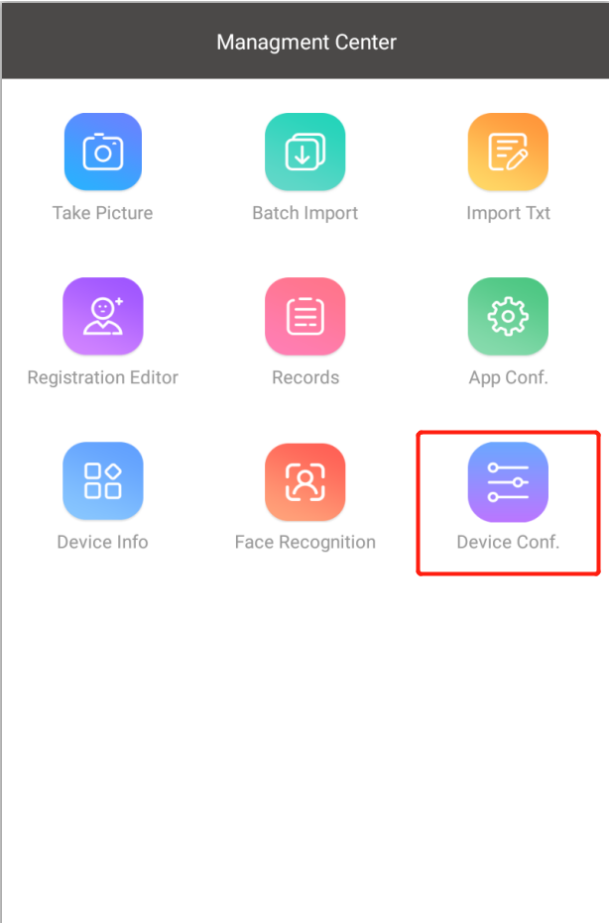 Managment Center
Take Picture
Batch Import
Import Txt
Registration Editor
Records
App Conf.
Device Info
Face Recognition
Device Conf.